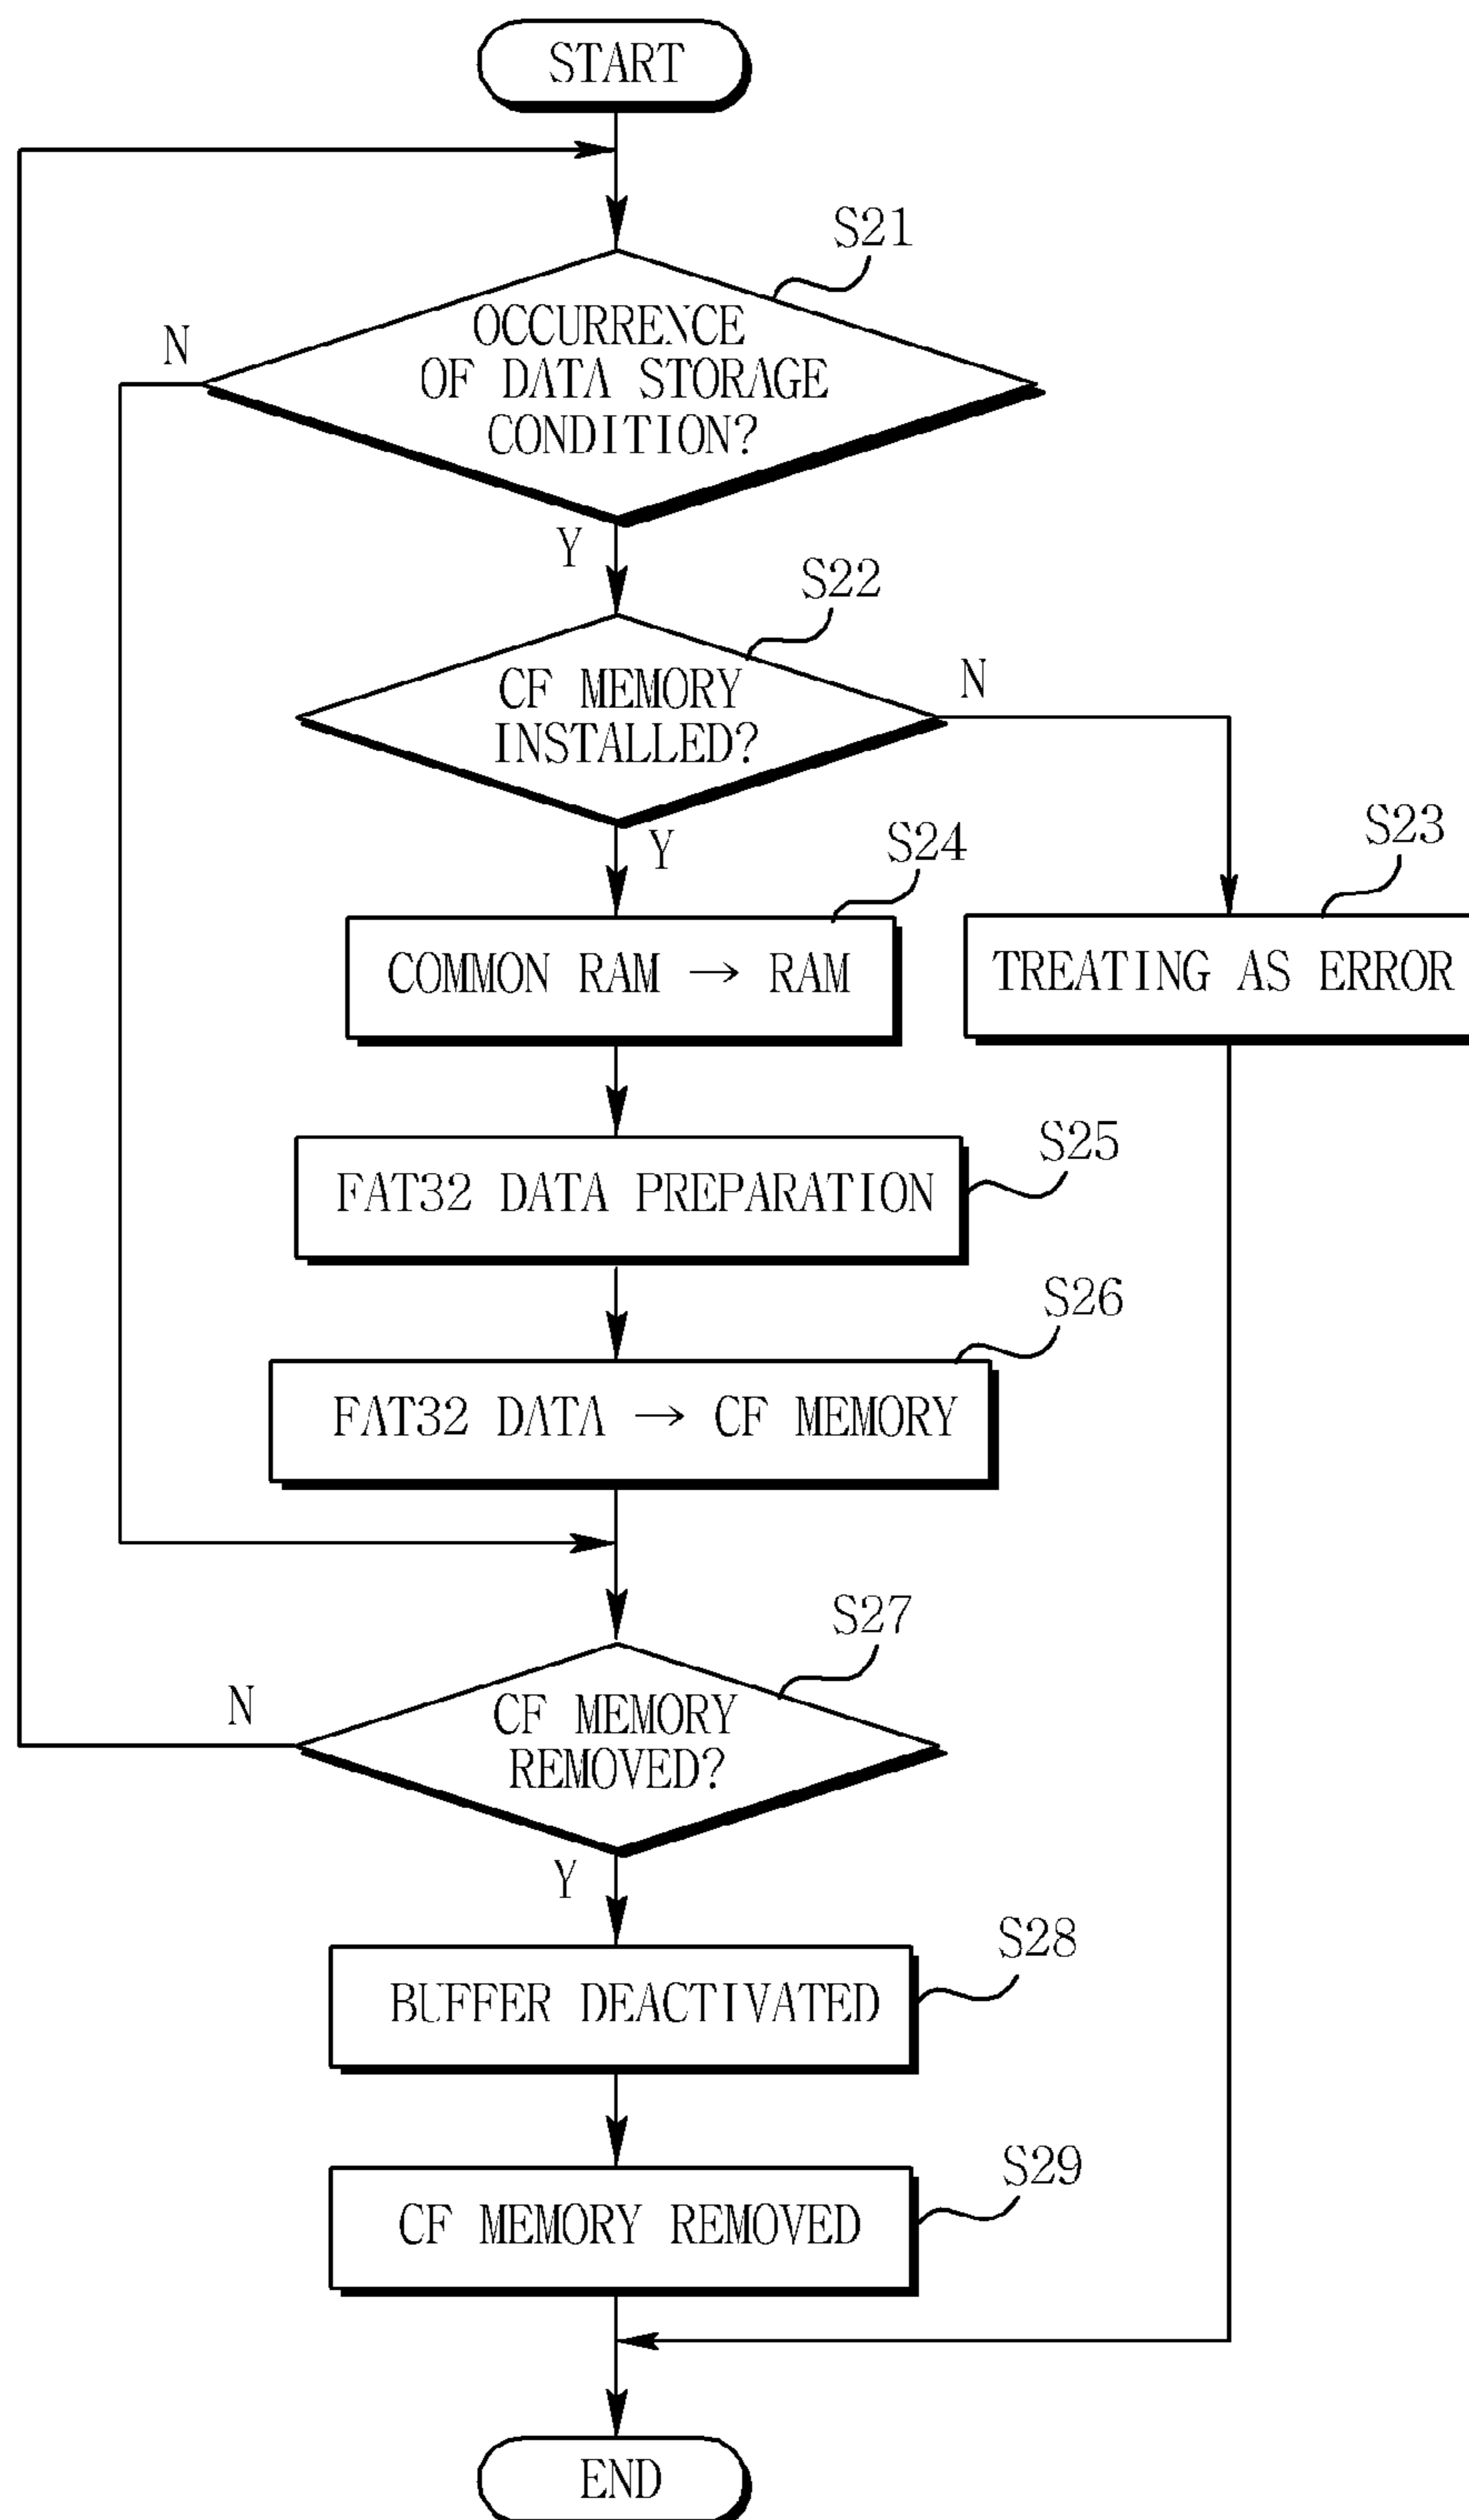 START
S21
N
OCCURRENCE
OF DATA STORAGE
CONDITION?
Y
S22
CF MEMORY
INSTALLED?
N
Y
S24
S23
COMMON RAM → RAM
TREATING AS ERROR
S25
FAT32 DATA PREPARATION
S26
FAT32 DATA → CF MEMORY
S27
N
CF MEMORY
REMOVED?
Y
S28
BUFFER DEACTIVATED
S29
CF MEMORY REMOVED
END